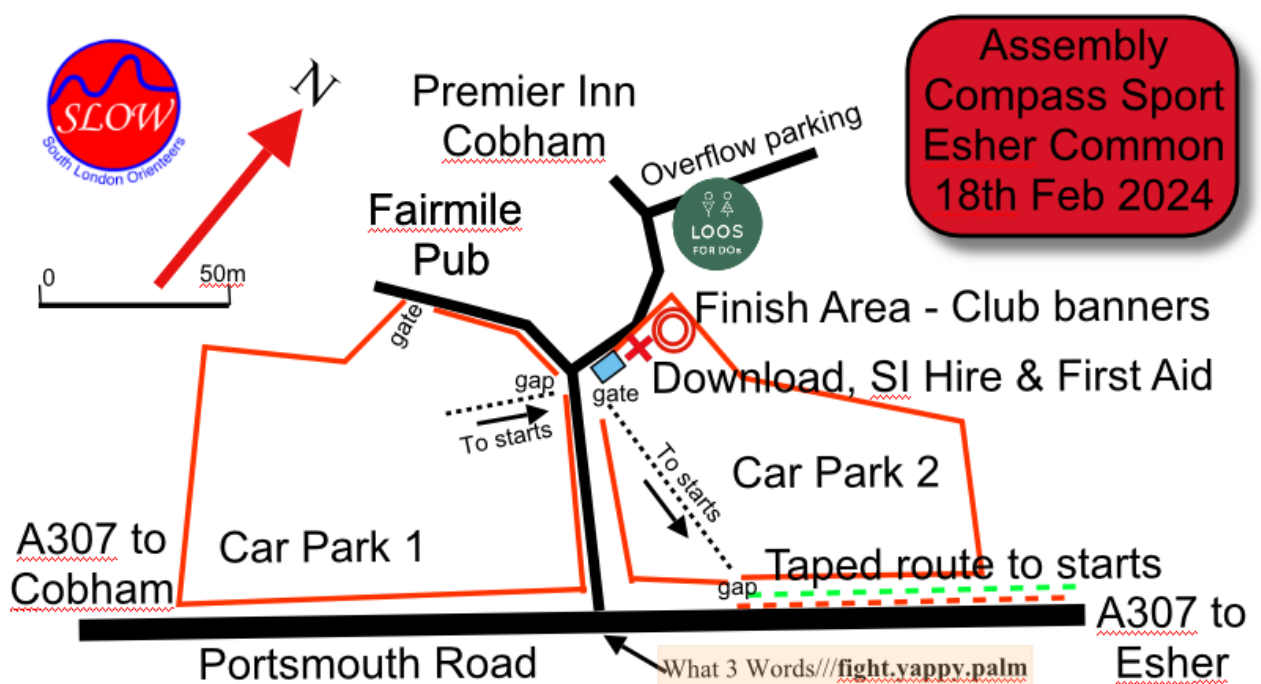 SLOW
South London Orienteers
N
0
50m
Premier Inn
Cobham
Overflow parking
Assembly
Compass Sport
Esher Common
18th Feb 2024
Fairmile
Pub
LOOS
FOR DOs
gate
Finish Area - Club banners
gap
gate
Download, SI Hire & First Aid
To starts
To starts
Car Park 2
Car Park 1
A307 to
Cobham
Taped route to starts
gap
A307 to
Esher
Portsmouth Road
What 3 Words///fight.yappy.palm